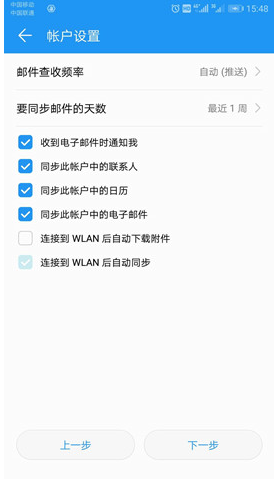 中国移动
中国联通
15:48
帐户设置
邮件查收频率 自动 (推送)
要同步邮件的天数 最近 1 周
收到电子邮件时通知我
同步此帐户中的联系人
同步此帐户中的日历
同步此帐户中的电子邮件
连接到 WLAN 后自动下载附件
连接到 WLAN 后自动同步
上一步 下一步